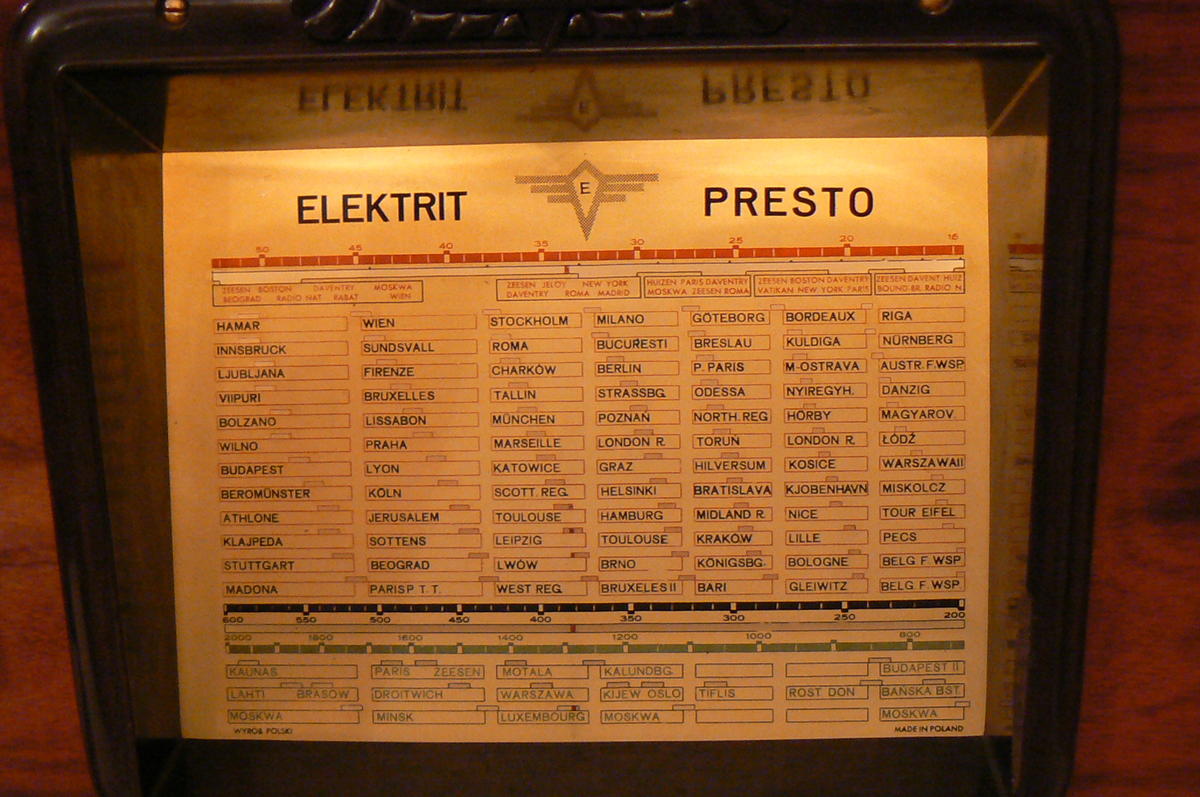 ELEKTRIT E PRESTO
50 45 40 35 30 25 20 16
ZEESEN BOSTON DAVENTRY MOSKWA ZEESEN JELOY NEW YORK HUIZEN PARIS DAVENTRY ZEESEN BOSTON DAVENTRY ZEESEN DAVENT. HUIZ
BEOGRAD RADIO NAT RABAT WIEN DAVENTRY ROMA MADRID MOSKWA ZEESEN ROMA VATIKAN NEW YORK PARIS BOUND-BR. RADIO N.
HAMAR WIEN STOCKHOLM MILANO GÖTEBORG BORDEAUX RIGA
INNSBRUCK SUNDSVALL ROMA BUCUREŞTI BRESLAU KULDIGA NÜRNBERG
LJUBLJANA FIRENZE CHARKÓW BERLIN P. PARIS M-OSTRAVA AUSTR.F.WSP.
VIIPURI BRUXELLES TALLIN STRASSBG. ODESSA NYIREGYH. DANZIG
BOLZANO LISSABON MÜNCHEN POZNAŃ NORTH.REG HÖRBY MAGYAROV.
WILNO PRAHA MARSEILLE LONDON R. TORUŃ LONDON R. ŁÓDŹ
BUDAPEST LYON KATOWICE GRAZ HILVERSUM KOSICE WARSZAWA II
BEROMÜNSTER KÖLN SCOTT. REG. HELSINKI BRATISLAVA KJOBENHAVN MISKOLCZ
ATHLONE JERUSALEM TOULOUSE HAMBURG MIDLAND R. NICE TOUR EIFEL
KLAJPEDA SOTTENS LEIPZIG TOULOUSE KRAKÓW LILLE PECS
STUTTGART BEOGRAD LWÓW BRNO KÖNIGSBG. BOLOGNE BELG F. WSP.
MADONA PARIS P. T. T. WEST REG. BRUXELES II BARI GLEIWITZ BELG F. WSP.
600 550 500 450 400 350 300 250 200
2000 1800 1600 1400 1200 1000 800
KAUNAS PARIS ZEESEN MOTALA KALUNDBG. BUDAPEST II
LAHTI BRASOW DROITWICH WARSZAWA KIJEW OSLO TIFLIS ROST DON BAŃSKA BST.
MOSKWA MINSK LUXEMBOURG MOSKWA MOSKWA
WYRÓB POLSKI MADE IN POLAND